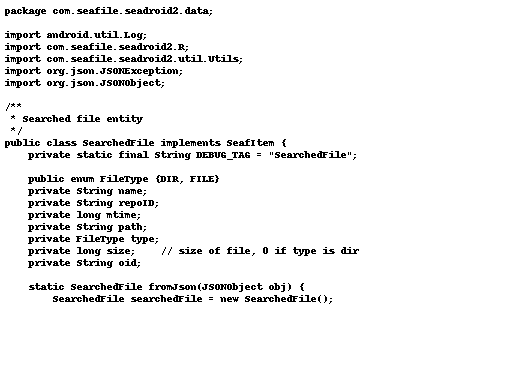 package com.seafile.seadroid2.data;

import android.util.Log;
import com.seafile.seadroid2.R;
import com.seafile.seadroid2.util.Utils;
import org.json.JSONException;
import org.json.JSONObject;

/**
 * Searched file entity
 */
public class SearchedFile implements SeafItem {
    private static final String DEBUG_TAG = "SearchedFile";

    public enum FileType {DIR, FILE}
    private String name;
    private String repoID;
    private long mtime;
    private String path;
    private FileType type;
    private long size;    // size of file, 0 if type is dir
    private String oid;

    static SearchedFile fromJson(JSONObject obj) {
        SearchedFile searchedFile = new SearchedFile();